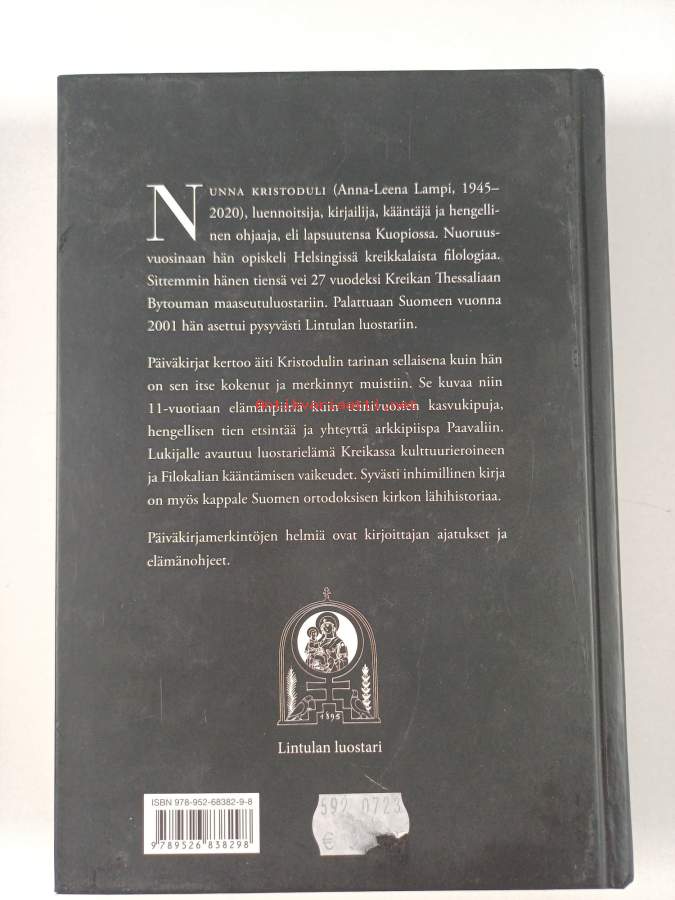 NUNNA KRISTODULI (Anna-Leena Lampi, 1945–
2020), luennoitsija, kirjailija, kääntäjä ja hengelli-
nen ohjaaja, eli lapsuutensa Kuopiossa. Nuoruus-
vuosinaan hän opiskeli Helsingissä kreikkalaista filologiaa.
Sittemmin hänen tiensä vei 27 vuodeksi Kreikan Thessaliaan
Bytouman maaseutuluostariin. Palattuaan Suomeen vuonna
2001 hän asettui pysyvästi Lintulan luostariin.
Päiväkirjat kertoo äiti Kristodulin tarinan sellaisena kuin hän
on sen itse kokenut ja merkinnyt muistiin. Se kuvaa niin
11-vuotiaan elämänpiiriä kuin teinivuosien kasvukipuja,
hengellisen tien etsintää ja yhteyttä arkkipiispa Paavaliin.
Lukijalle avautuu luostarielämä Kreikassa kulttuurieroineen
ja Filokalian kääntämisen vaikeudet. Syvästi inhimillinen kirja
on myös kappale Suomen ortodoksisen kirkon lähihistoriaa.
Päiväkirjamerkintöjen helmiä ovat kirjoittajan ajatukset ja
elämänohjeet.
1895
Lintulan luostari
ISBN 978-952-68382-9-8
9 789526 838298
592 0723
€